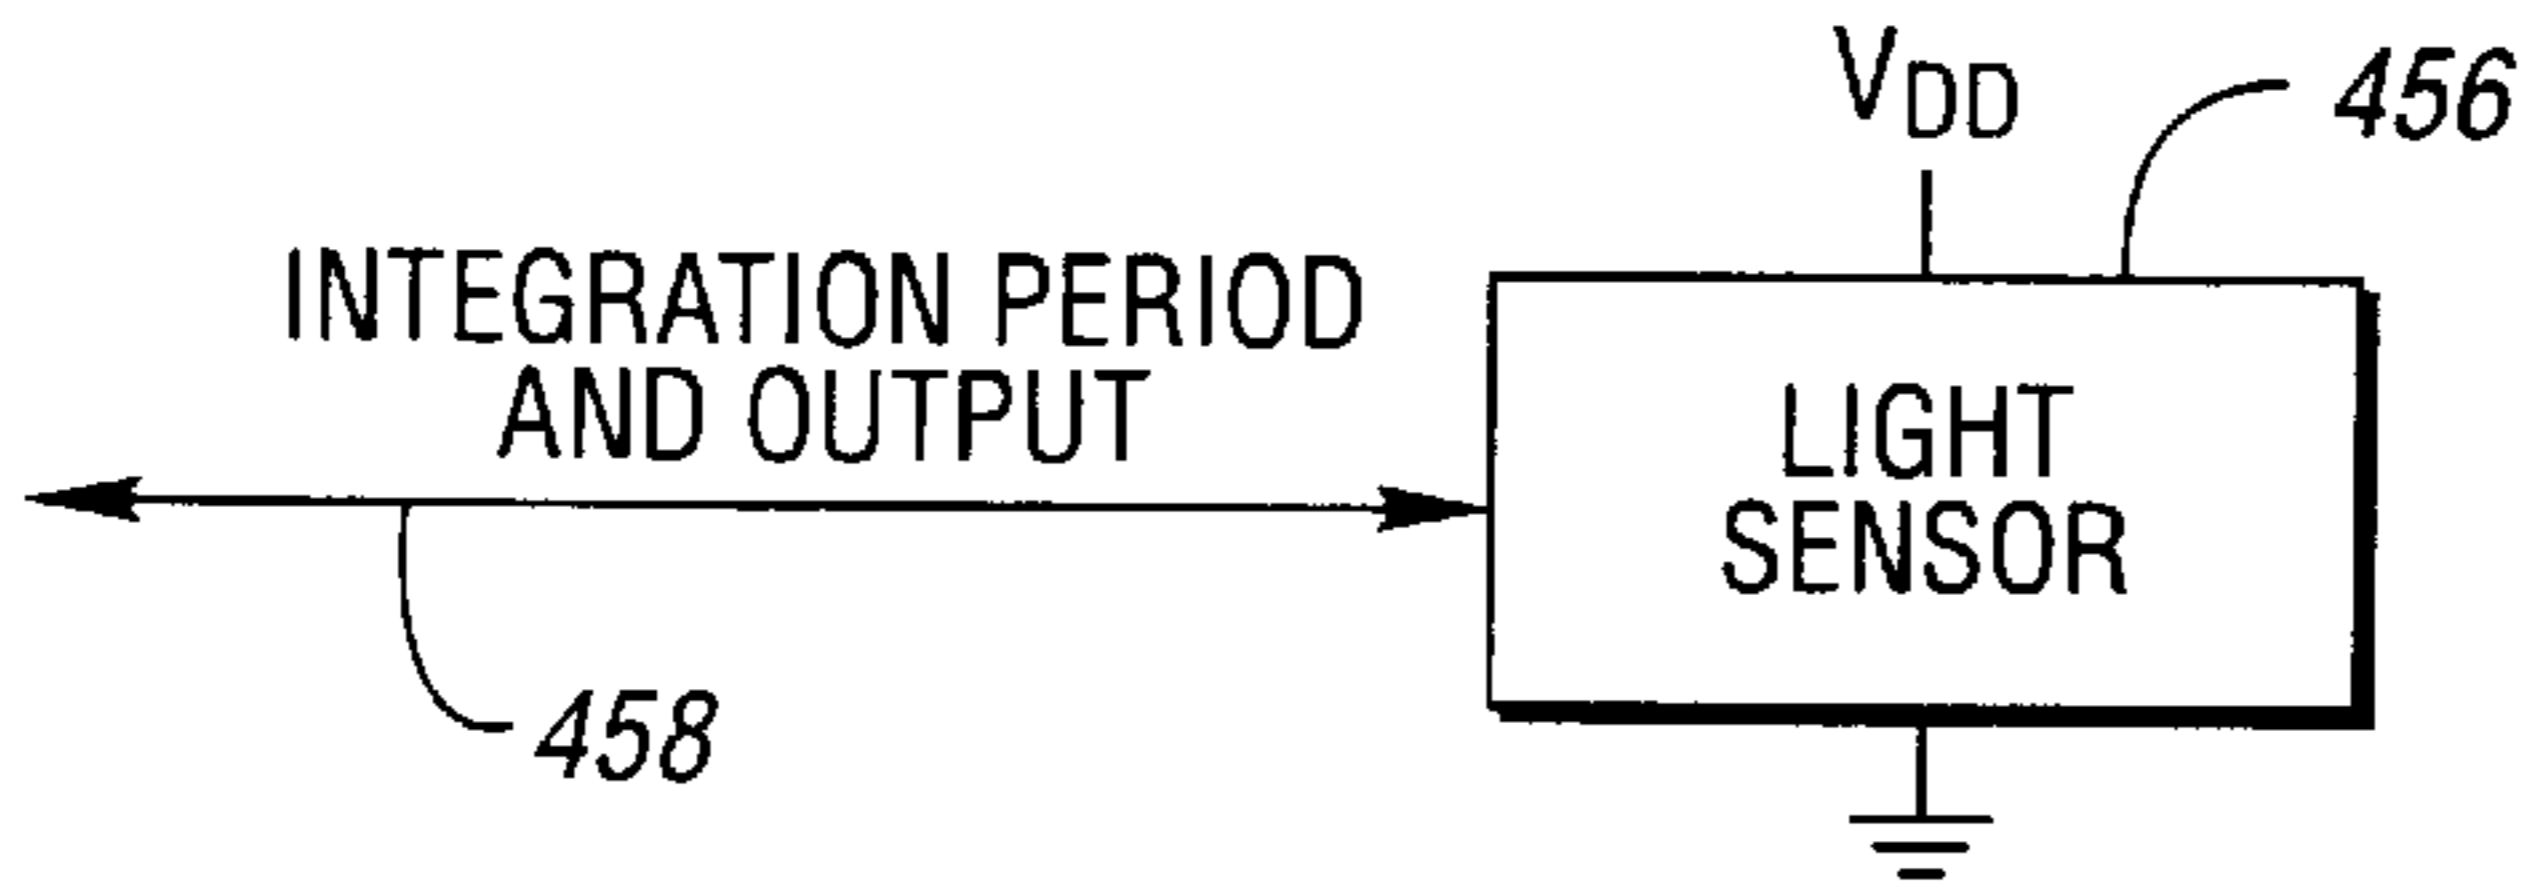 VDD
456
INTEGRATION PERIOD
AND OUTPUT
LIGHT
SENSOR
458